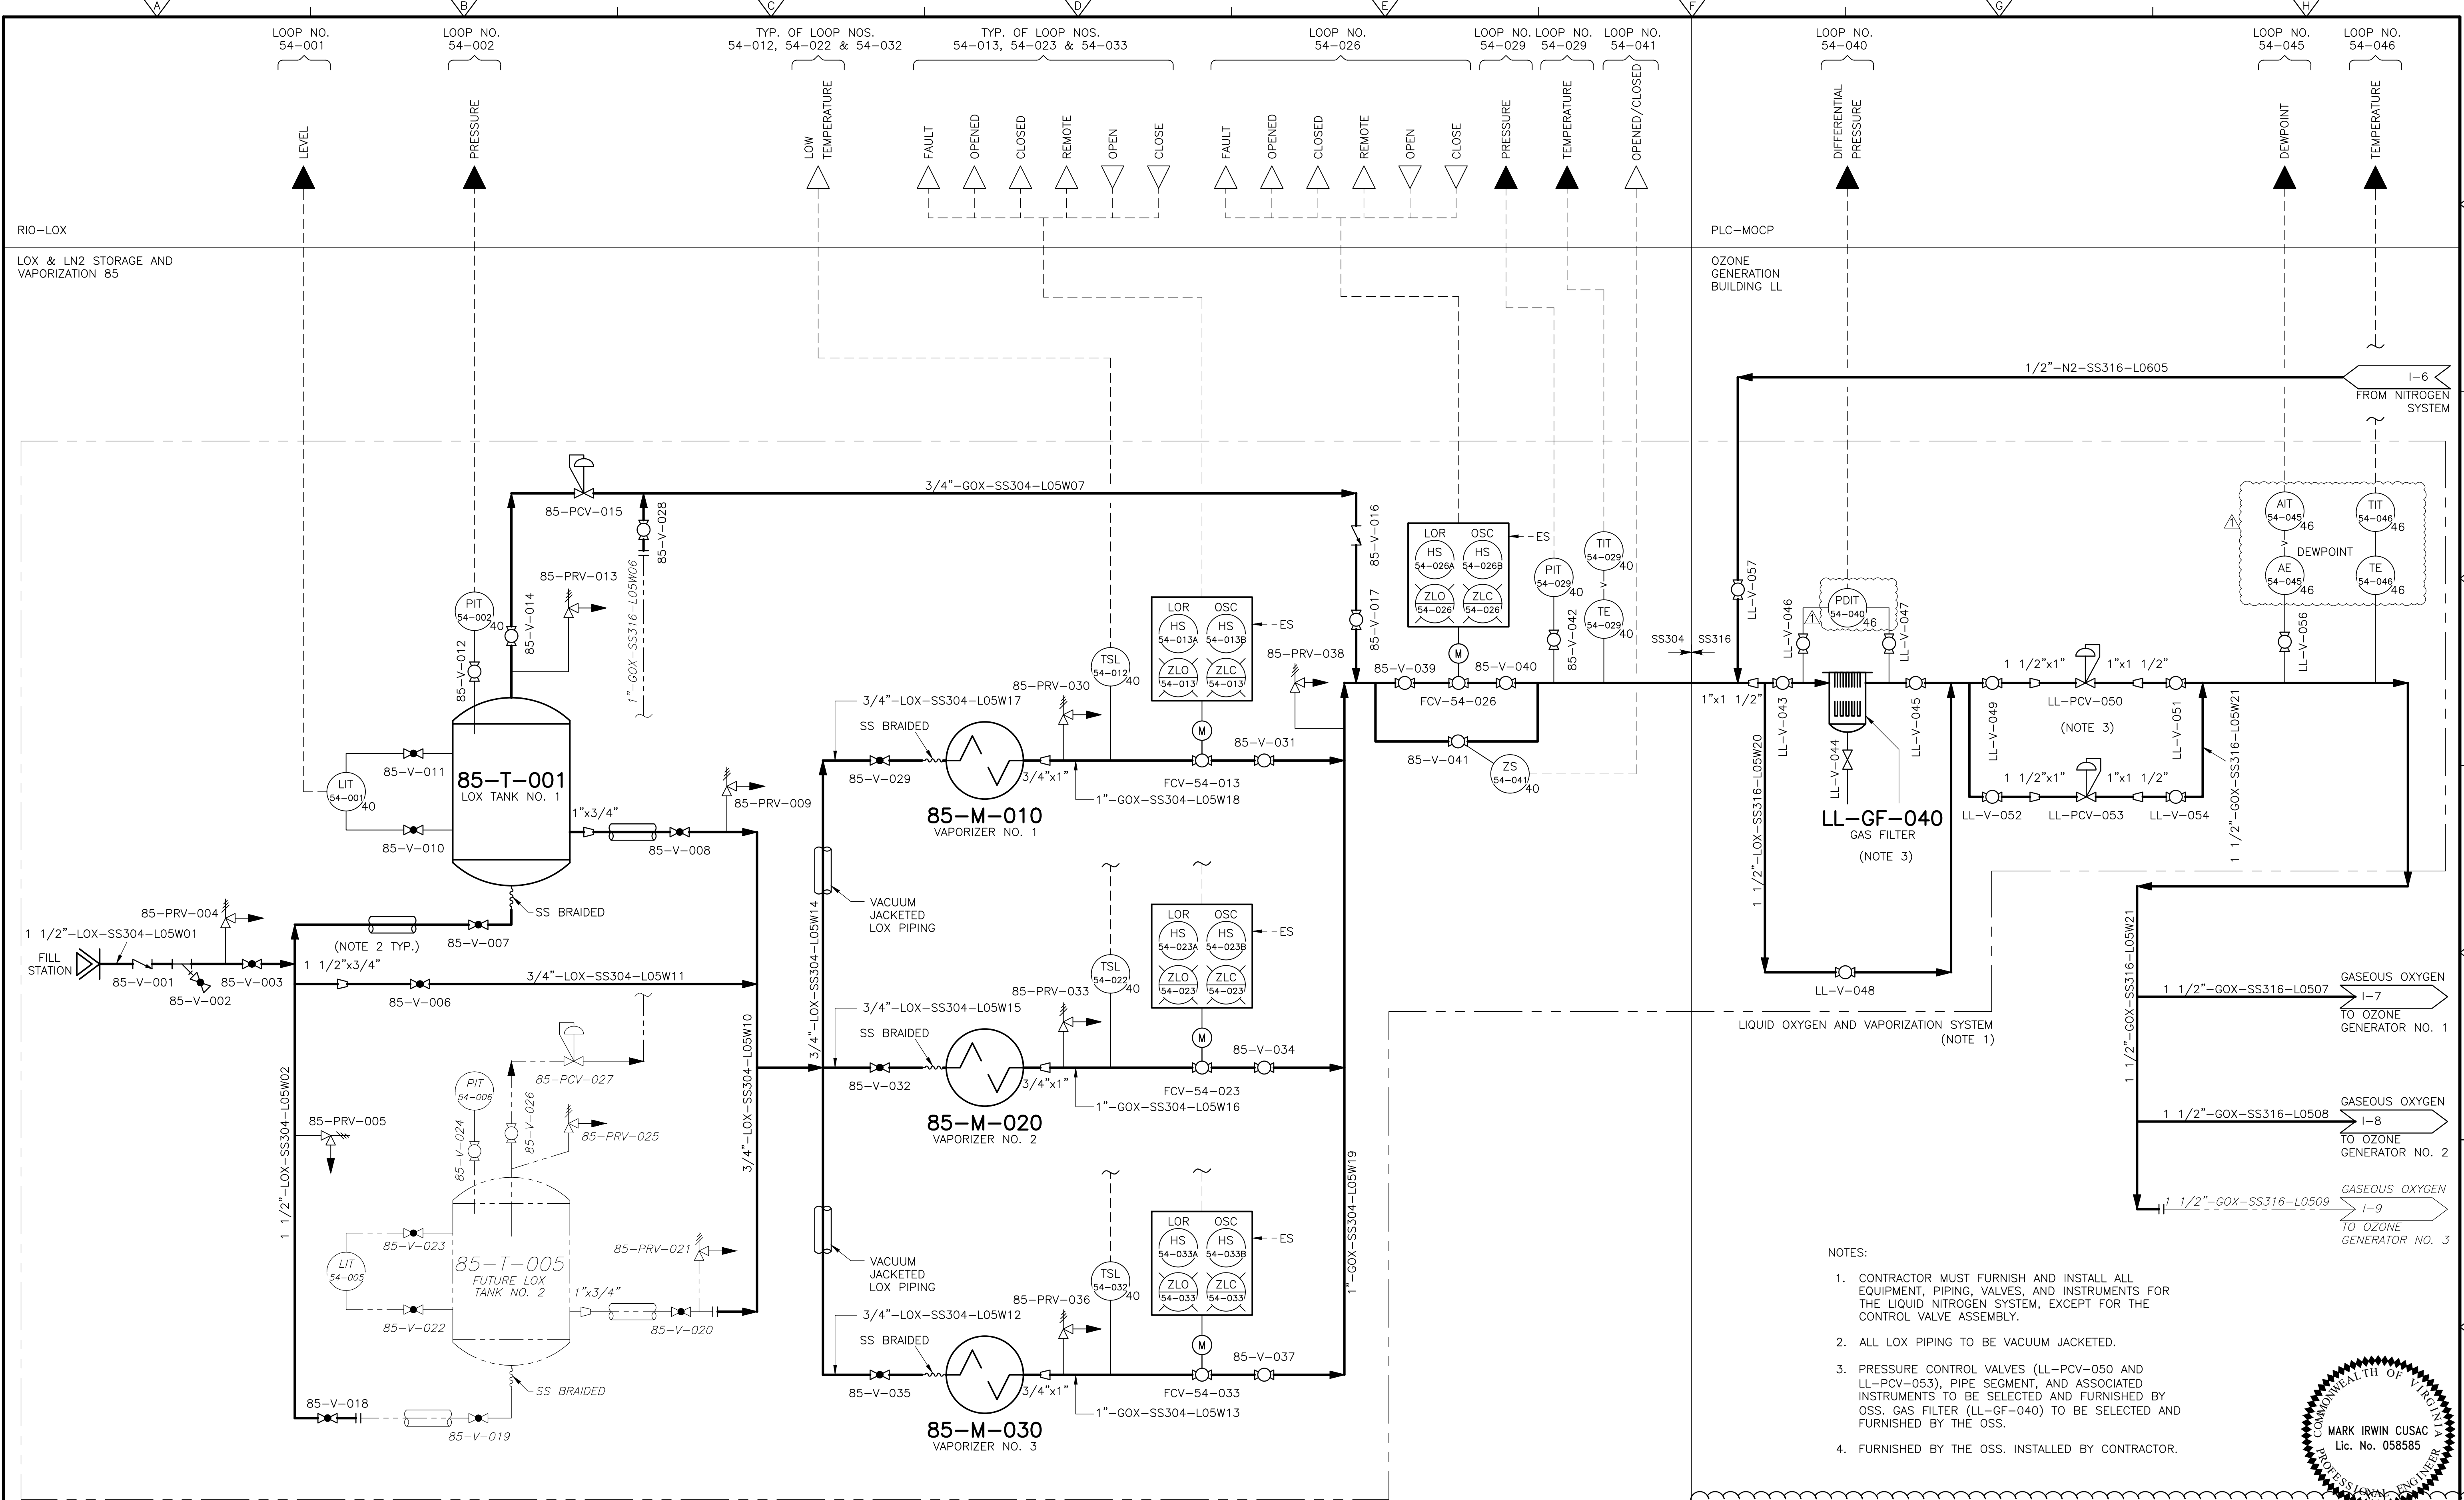 A
B
C
D
E
F
G
H
LOOP NO.
54-001
LOOP NO.
54-002
TYP. OF LOOP NOS.
54-012, 54-022 & 54-032
TYP. OF LOOP NOS.
54-013, 54-023 & 54-033
LOOP NO.
54-026
LOOP NO.
54-029
LOOP NO.
54-029
LOOP NO.
54-041
LOOP NO.
54-040
LOOP NO.
54-045
LOOP NO.
54-046
LEVEL
PRESSURE
LOW
TEMPERATURE
FAULT
OPENED
CLOSED
REMOTE
OPEN
CLOSE
FAULT
OPENED
CLOSED
REMOTE
OPEN
CLOSE
PRESSURE
TEMPERATURE
OPENED/CLOSED
DIFFERENTIAL
PRESSURE
DEWPOINT
TEMPERATURE
RIO-LOX
PLC-MOCP
LOX & LN2 STORAGE AND
VAPORIZATION 85
OZONE
GENERATION
BUILDING LL
1/2"-N2-SS316-L0605
I-6
FROM NITROGEN
SYSTEM
85-PCV-015
3/4"-GOX-SS304-L05W07
85-V-028
85-V-016
85-V-017
1"-GOX-SS316-L05W06
85-PRV-013
85-V-014
85-V-012
PIT
54-002
40
LIT
54-001
40
85-V-011
85-V-010
85-T-001
LOX TANK NO. 1
1"x3/4"
85-V-008
85-PRV-009
SS BRAIDED
85-V-007
(NOTE 2 TYP.)
85-PRV-004
1 1/2"-LOX-SS304-L05W01
FILL
STATION
85-V-001
85-V-002
85-V-003
1 1/2"x3/4"
85-V-006
3/4"-LOX-SS304-L05W11
1 1/2"-LOX-SS304-L05W02
85-PRV-005
85-V-018
85-V-019
SS BRAIDED
PIT
54-006
85-V-024
85-V-026
85-PCV-027
85-PRV-025
LIT
54-005
85-V-023
85-V-022
85-T-005
FUTURE LOX
TANK NO. 2
1"x3/4"
85-PRV-021
85-V-020
3/4"-LOX-SS304-L05W10
3/4"-LOX-SS304-L05W14
VACUUM
JACKETED
LOX PIPING
VACUUM
JACKETED
LOX PIPING
3/4"-LOX-SS304-L05W17
SS BRAIDED
85-V-029
85-M-010
VAPORIZER NO. 1
3/4"x1"
85-PRV-030
TSL
54-012
40
LOR
OSC
HS
54-013A
HS
54-013B
ZLO
54-013
ZLC
54-013
ES
M
85-V-031
FCV-54-013
1"-GOX-SS304-L05W18
3/4"-LOX-SS304-L05W15
SS BRAIDED
85-V-032
85-M-020
VAPORIZER NO. 2
3/4"x1"
85-PRV-033
TSL
54-022
40
LOR
OSC
HS
54-023A
HS
54-023B
ZLO
54-023
ZLC
54-023
ES
M
85-V-034
FCV-54-023
1"-GOX-SS304-L05W16
3/4"-LOX-SS304-L05W12
SS BRAIDED
85-V-035
85-M-030
VAPORIZER NO. 3
3/4"x1"
85-PRV-036
TSL
54-032
40
LOR
OSC
HS
54-033A
HS
54-033B
ZLO
54-033
ZLC
54-033
ES
M
85-V-037
FCV-54-033
1"-GOX-SS304-L05W13
1"-GOX-SS304-L05W19
85-PRV-038
85-V-039
85-V-040
FCV-54-026
LOR
OSC
HS
54-026A
HS
54-026B
ZLO
54-026
ZLC
54-026
ES
M
85-V-041
ZS
54-041
40
PIT
54-029
40
85-V-042
TIT
54-029
40
V
TE
54-029
40
SS304
SS316
1"x1 1/2"
LL-V-057
LL-V-043
LL-V-046
1
PDIT
54-040
46
LL-V-047
LL-V-044
LL-V-045
LL-GF-040
GAS FILTER
(NOTE 3)
1 1/2"-LOX-SS316-L05W20
LL-V-048
LL-V-049
1 1/2"x1"
1"x1 1/2"
LL-PCV-050
(NOTE 3)
LL-V-051
LL-V-052
1 1/2"x1"
1"x1 1/2"
LL-PCV-053
LL-V-054
1 1/2"-GOX-SS316-L05W21
1
AIT
54-045
46
V
DEWPOINT
AE
54-045
46
TIT
54-046
46
TE
54-046
46
LL-V-056
1 1/2"-GOX-SS316-L05W21
LIQUID OXYGEN AND VAPORIZATION SYSTEM
(NOTE 1)
GASEOUS OXYGEN
1 1/2"-GOX-SS316-L0507
I-7
TO OZONE
GENERATOR NO. 1
GASEOUS OXYGEN
1 1/2"-GOX-SS316-L0508
I-8
TO OZONE
GENERATOR NO. 2
GASEOUS OXYGEN
1 1/2"-GOX-SS316-L0509
I-9
TO OZONE
GENERATOR NO. 3
NOTES:
1. CONTRACTOR MUST FURNISH AND INSTALL ALL
EQUIPMENT, PIPING, VALVES, AND INSTRUMENTS FOR
THE LIQUID NITROGEN SYSTEM, EXCEPT FOR THE
CONTROL VALVE ASSEMBLY.
2. ALL LOX PIPING TO BE VACUUM JACKETED.
3. PRESSURE CONTROL VALVES (LL-PCV-050 AND
LL-PCV-053), PIPE SEGMENT, AND ASSOCIATED
INSTRUMENTS TO BE SELECTED AND FURNISHED BY
OSS. GAS FILTER (LL-GF-040) TO BE SELECTED AND
FURNISHED BY THE OSS.
4. FURNISHED BY THE OSS. INSTALLED BY CONTRACTOR.
COMMONWEALTH OF VIRGINIA
MARK IRWIN CUSAC
Lic. No. 058585
PROFESSIONAL ENGINEER